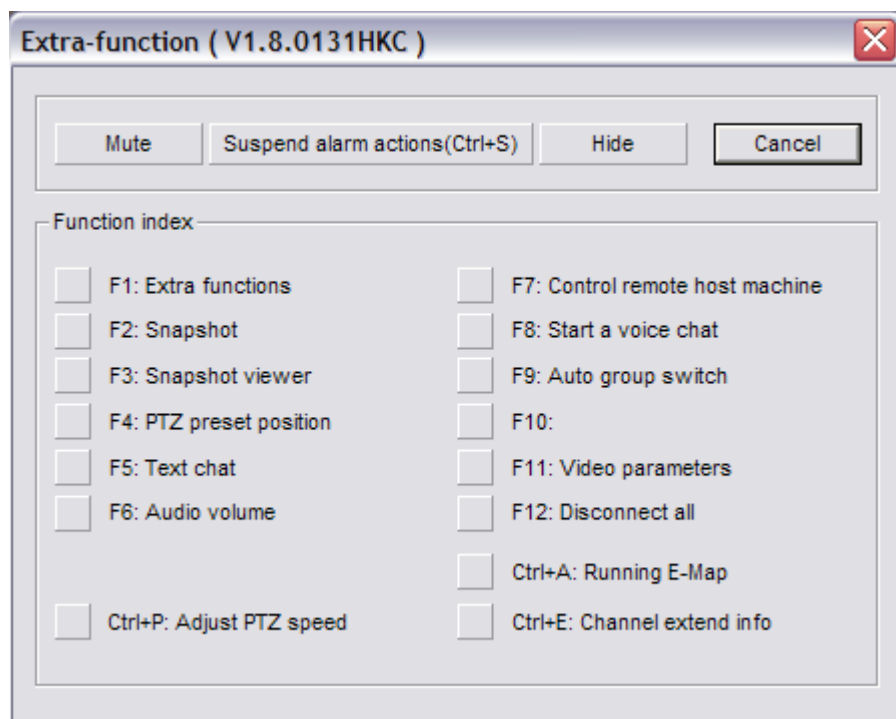 Extra-function ( V1.8.0131HKC )
Mute
Suspend alarm actions(Ctrl+S)
Hide
Cancel
Function index
F1: Extra functions
F2: Snapshot
F3: Snapshot viewer
F4: PTZ preset position
F5: Text chat
F6: Audio volume
Ctrl+P: Adjust PTZ speed
F7: Control remote host machine
F8: Start a voice chat
F9: Auto group switch
F10:
F11: Video parameters
F12: Disconnect all
Ctrl+A: Running E-Map
Ctrl+E: Channel extend info